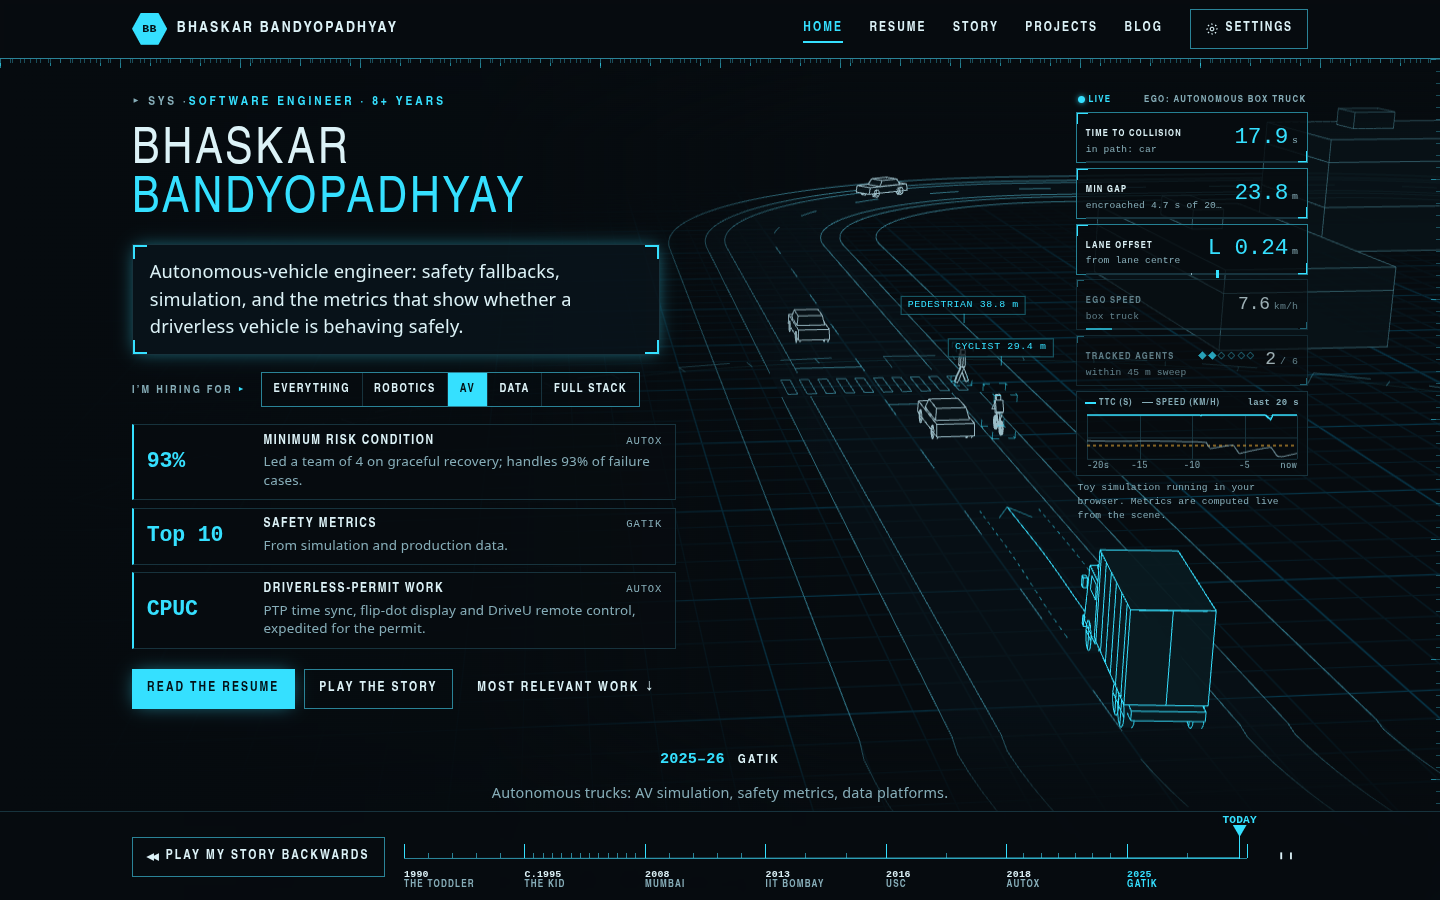 BB BHASKAR BANDYOPADHYAY
HOME RESUME STORY PROJECTS BLOG SETTINGS
▸ SYS · SOFTWARE ENGINEER · 8+ YEARS
BHASKAR
BANDYOPADHYAY
Autonomous-vehicle engineer: safety fallbacks,
simulation, and the metrics that show whether a
driverless vehicle is behaving safely.
I'M HIRING FOR ▸ EVERYTHING ROBOTICS AV DATA FULL STACK
93%
MINIMUM RISK CONDITION AUTOX
Led a team of 4 on graceful recovery; handles 93% of failure
cases.
Top 10
SAFETY METRICS GATIK
From simulation and production data.
CPUC
DRIVERLESS-PERMIT WORK AUTOX
PTP time sync, flip-dot display and DriveU remote control,
expedited for the permit.
READ THE RESUME PLAY THE STORY MOST RELEVANT WORK ↓
PEDESTRIAN 38.8 m
CYCLIST 29.4 m
LIVE EGO: AUTONOMOUS BOX TRUCK
TIME TO COLLISION 17.9 s
in path: car
MIN GAP 23.8 m
encroached 4.7 s of 20…
LANE OFFSET L 0.24 m
from lane centre
EGO SPEED 7.6 km/h
box truck
TRACKED AGENTS ◆◆◇◇◇◇ 2 / 6
within 45 m sweep
TTC (S) SPEED (KM/H) last 20 s
-20s -15 -10 -5 now
Toy simulation running in your
browser. Metrics are computed live
from the scene.
2025–26 GATIK
Autonomous trucks: AV simulation, safety metrics, data platforms.
PLAY MY STORY BACKWARDS
TODAY
1990 C.1995 2008 2013 2016 2018 2025
THE TODDLER THE KID MUMBAI IIT BOMBAY USC AUTOX GATIK